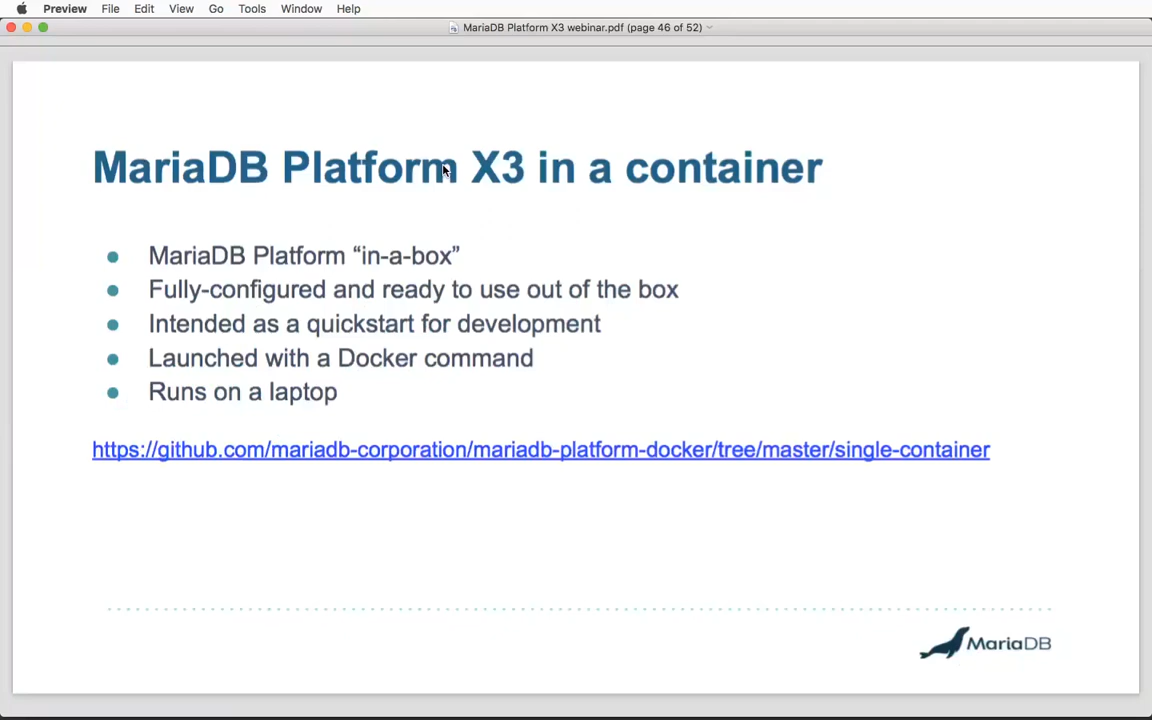 Preview File Edit View Go Tools Window Help
MariaDB Platform X3 webinar.pdf (page 46 of 52)
MariaDB Platform X3 in a container
MariaDB Platform “in-a-box”
Fully-configured and ready to use out of the box
Intended as a quickstart for development
Launched with a Docker command
Runs on a laptop
https://github.com/mariadb-corporation/mariadb-platform-docker/tree/master/single-container
MariaDB